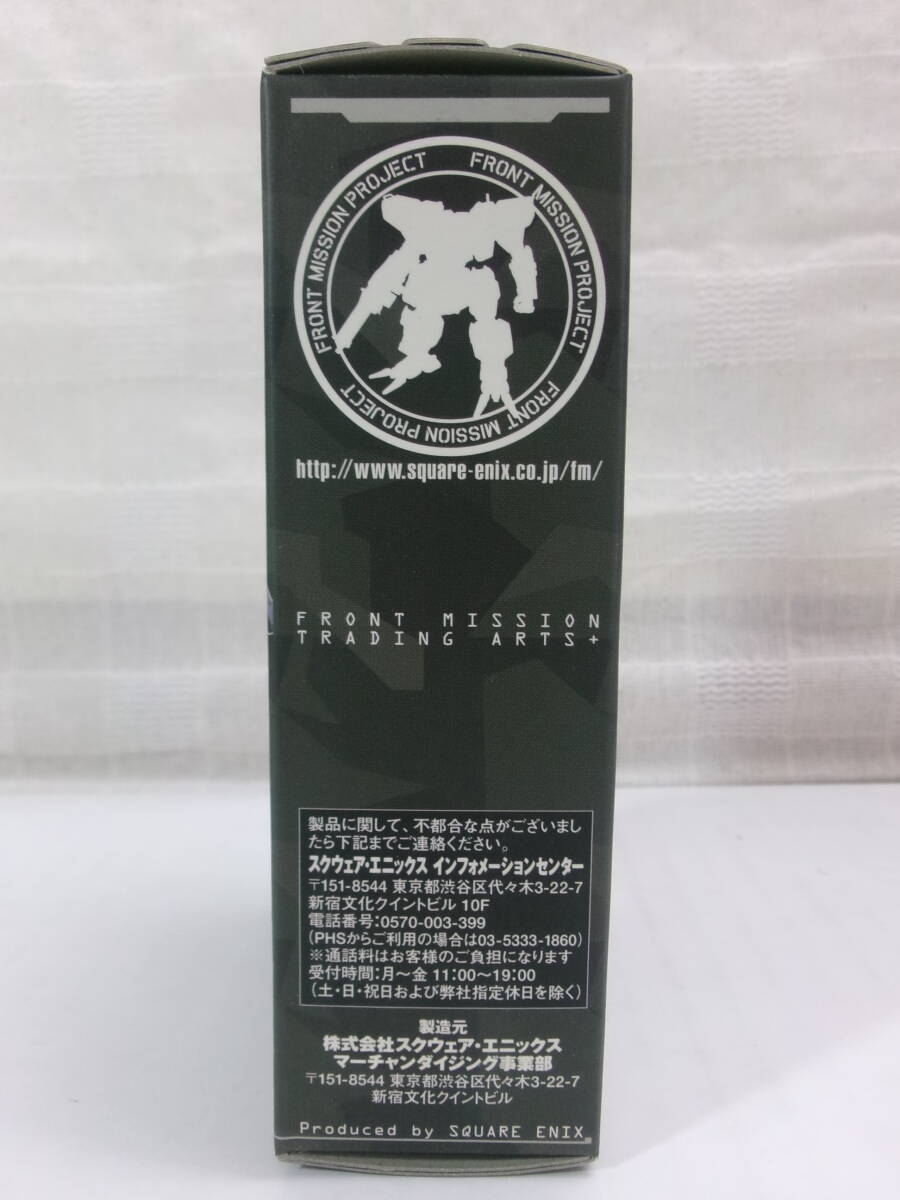 FRONT MISSION PROJECT
FRONT MISSION PROJECT
FRONT MISSION PROJECT
http://www.square-enix.co.jp/fm/
FRONT MISSION
TRADING ARTS+
製品に関して、不都合な点がございまし
たら下記までご連絡ください。
スクウェア・エニックス インフォメーションセンター
〒151-8544 東京都渋谷区代々木3-22-7
新宿文化クイントビル 10F
電話番号:0570-003-399
(PHSからご利用の場合は03-5333-1860)
※通話料はお客様のご負担になります
受付時間:月〜金 11:00〜19:00
(土・日・祝日および弊社指定休日を除く)
製造元
株式会社スクウェア・エニックス
マーチャンダイジング事業部
〒151-8544 東京都渋谷区代々木3-22-7
新宿文化クイントビル
Produced by SQUARE ENIX